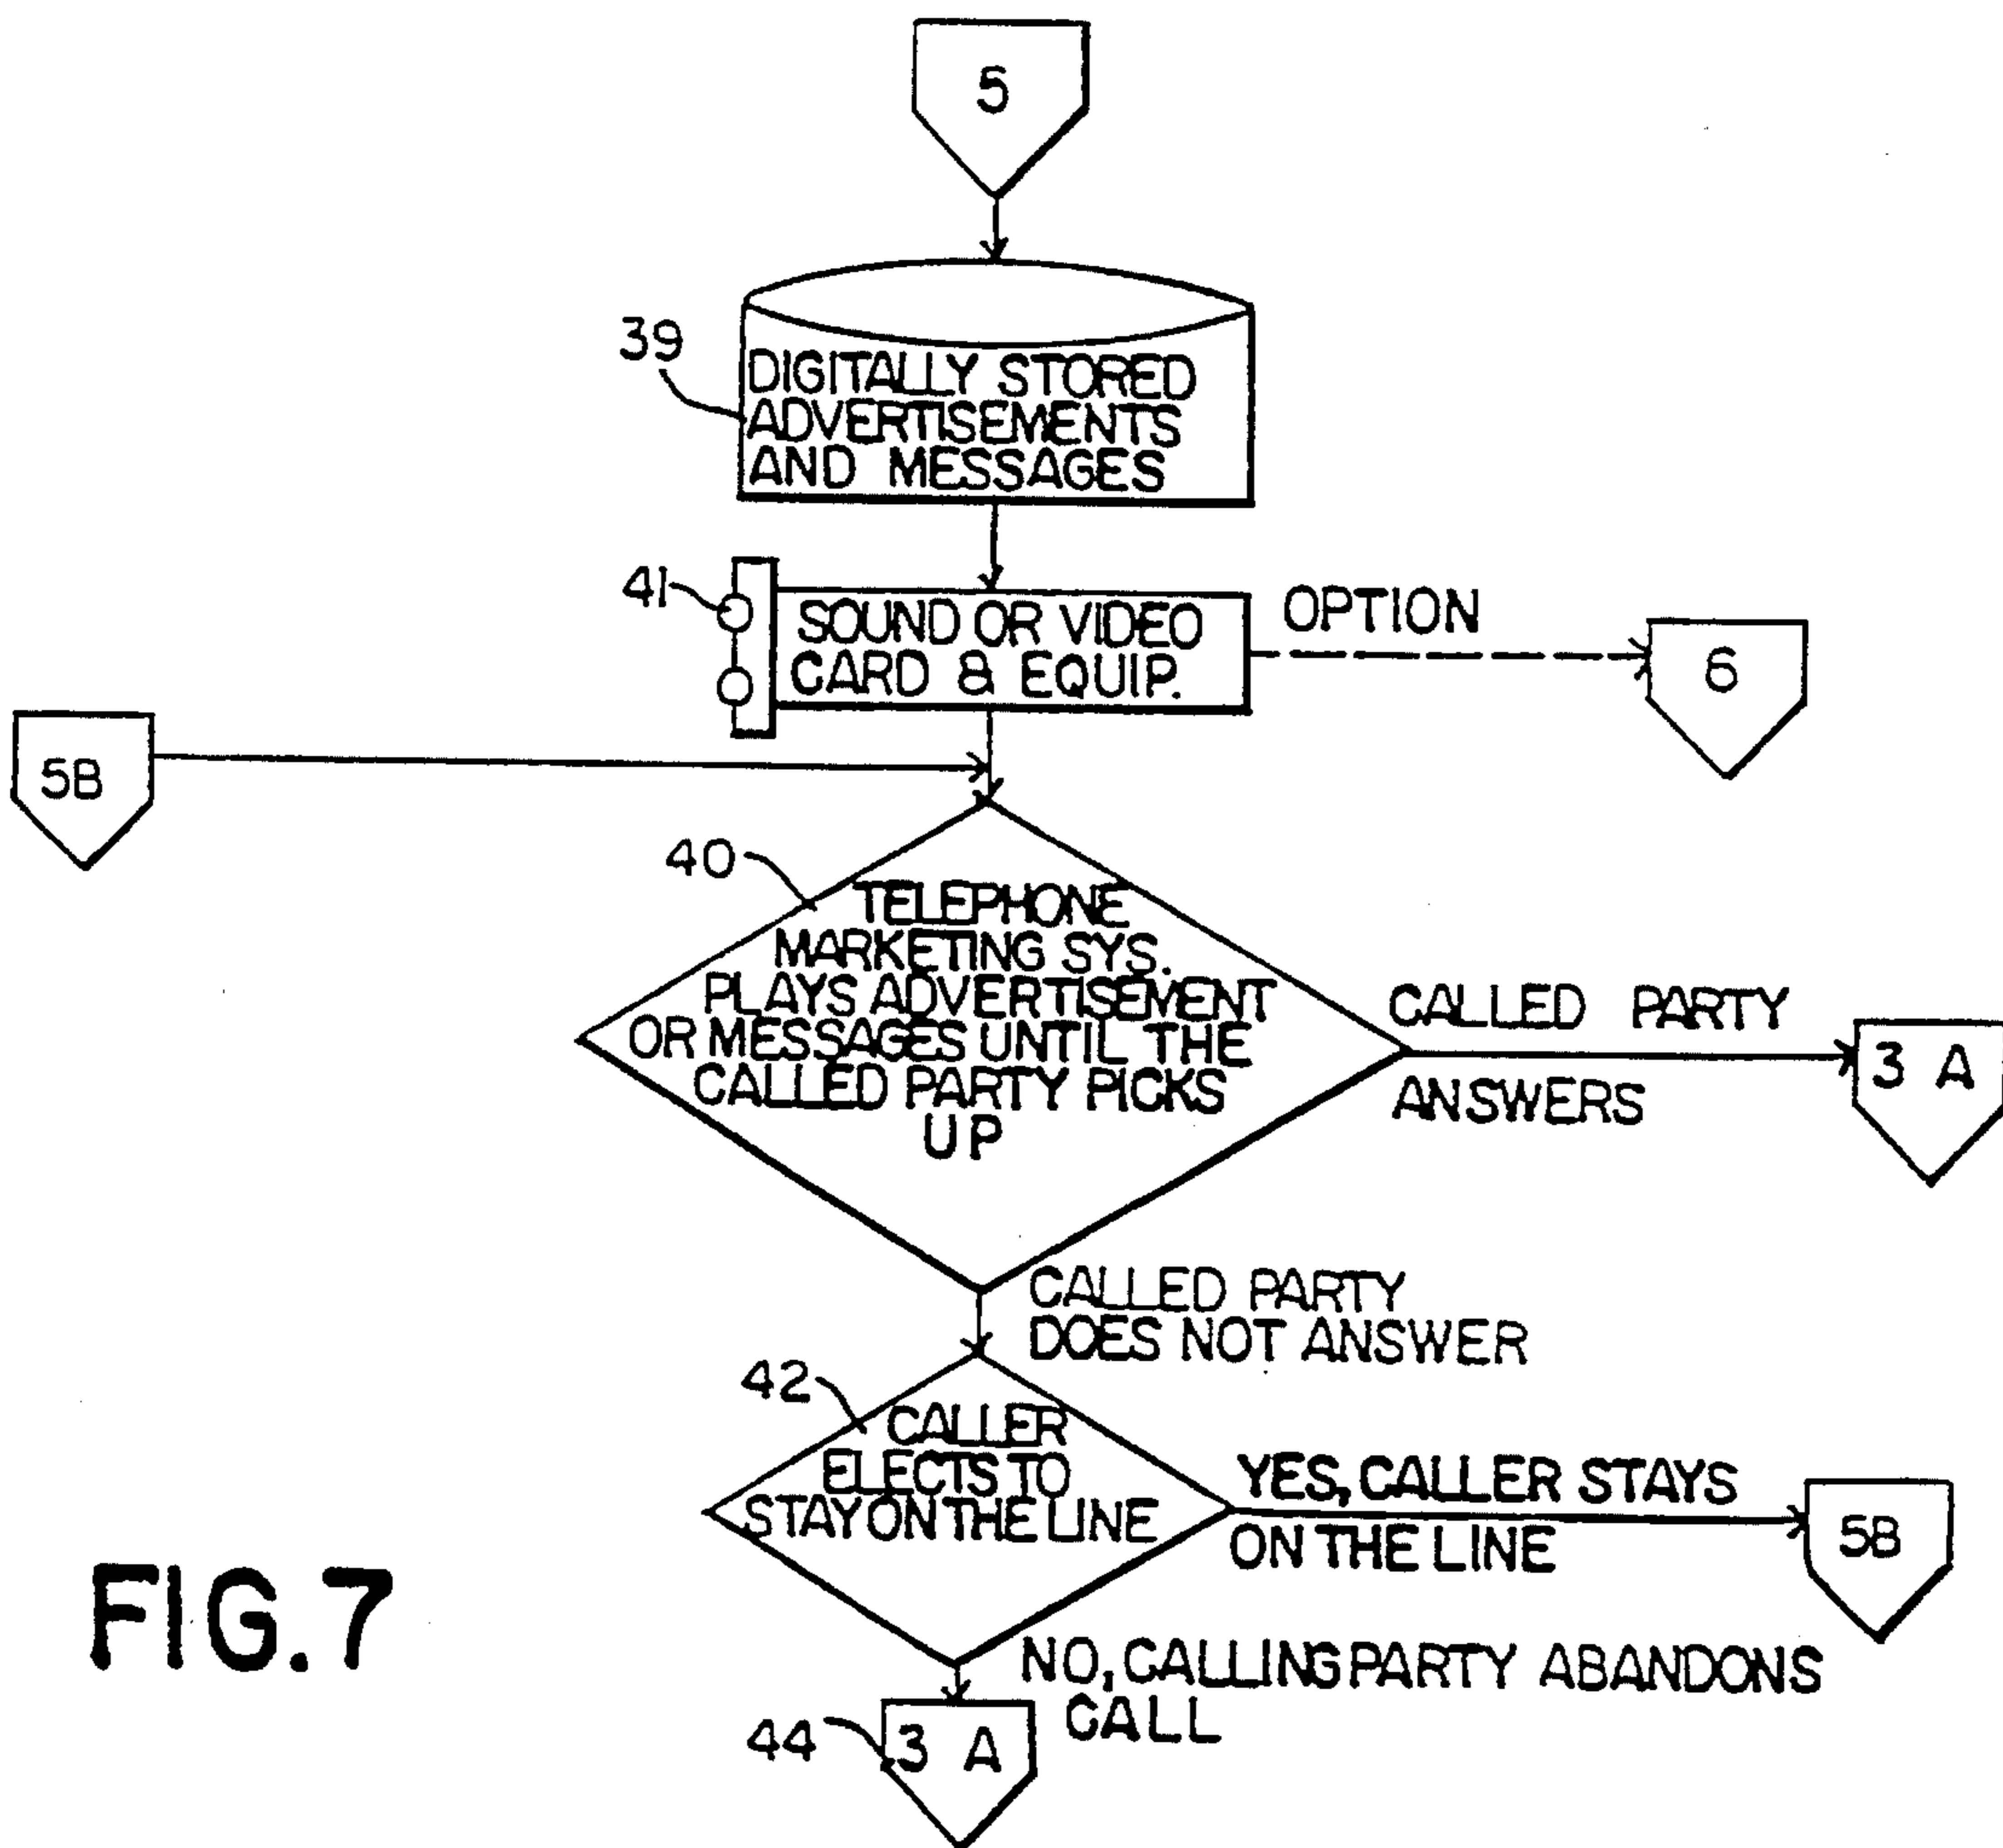 5
39
DIGITALLY STORED
ADVERTISEMENTS
AND MESSAGES
41
SOUND OR VIDEO
CARD & EQUIP.
OPTION
6
5B
40
TELEPHONE
MARKETING SYS.
PLAYS ADVERTISEMENT
OR MESSAGES UNTIL THE
CALLED PARTY PICKS
UP
CALLED PARTY
ANSWERS
3 A
CALLED PARTY
DOES NOT ANSWER
42
CALLER
ELECTS TO
STAY ON THE LINE
YES, CALLER STAYS
ON THE LINE
5B
NO, CALLING PARTY ABANDONS
CALL
44
3 A
FIG. 7